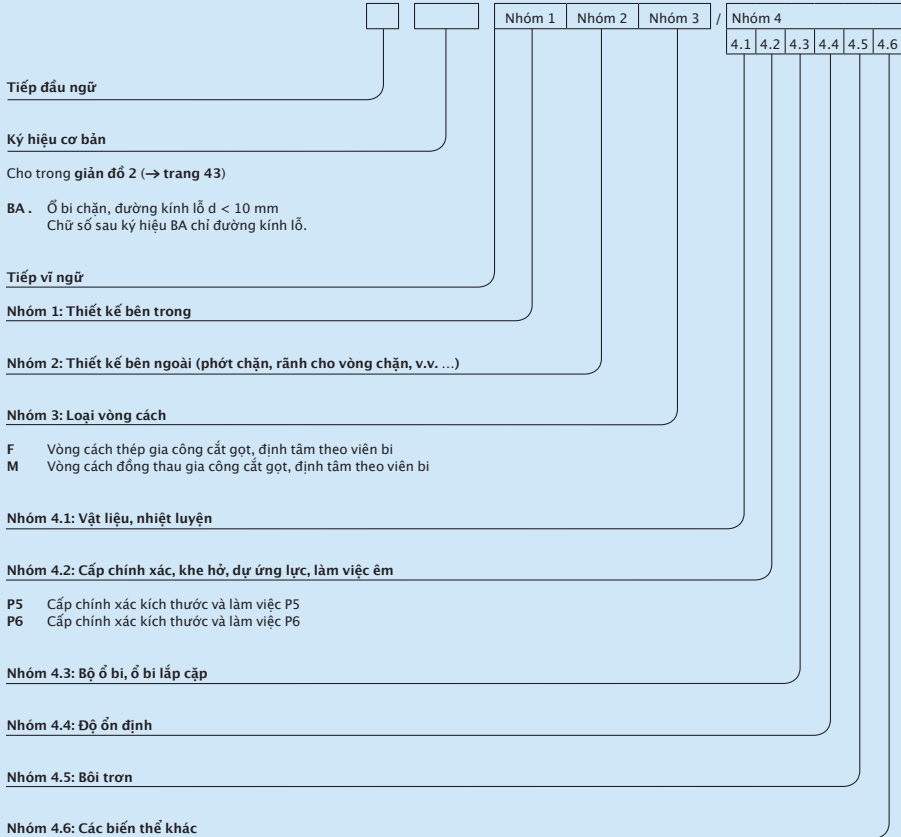 Nhóm 1 Nhóm 2 Nhóm 3 / Nhóm 4
4.1 4.2 4.3 4.4 4.5 4.6
Tiếp đầu ngữ
Ký hiệu cơ bản
Cho trong giản đồ 2 (→ trang 43)
BA . Ổ bi chặn, đường kính lỗ d < 10 mm
Chữ số sau ký hiệu BA chỉ đường kính lỗ.
Tiếp vĩ ngữ
Nhóm 1: Thiết kế bên trong
Nhóm 2: Thiết kế bên ngoài (phớt chặn, rãnh cho vòng chặn, v.v. ...)
Nhóm 3: Loại vòng cách
F Vòng cách thép gia công cắt gọt, định tâm theo viên bi
M Vòng cách đồng thau gia công cắt gọt, định tâm theo viên bi
Nhóm 4.1: Vật liệu, nhiệt luyện
Nhóm 4.2: Cấp chính xác, khe hở, dự ứng lực, làm việc êm
P5 Cấp chính xác kích thước và làm việc P5
P6 Cấp chính xác kích thước và làm việc P6
Nhóm 4.3: Bộ ổ bi, ổ bi lắp cặp
Nhóm 4.4: Độ ổn định
Nhóm 4.5: Bôi trơn
Nhóm 4.6: Các biến thể khác